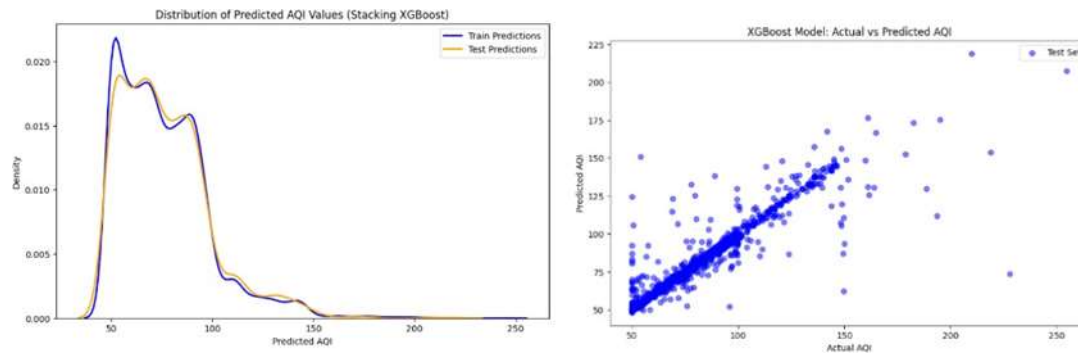 Distribution of Predicted AQI Values (Stacking XGBoost)
Train Predictions
Test Predictions
0.020
0.015
0.010
0.005
0.000
Density
50
100
150
200
250
Predicted AQI
XGBoost Model: Actual vs Predicted AQI
Test Se
225
200
175
150
125
100
75
50
Predicted AQI
50
100
150
200
250
Actual AQI